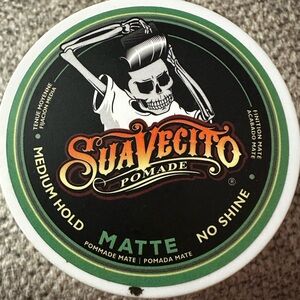 TENUE MOYENNE
FIJACIÓN MEDIA
FINITION MATE
ACABADO MATE
SUAVECITO
®
POMADE
MEDIUM HOLD
MATTE
NO SHINE
POMMADE MATE | POMADA MATE